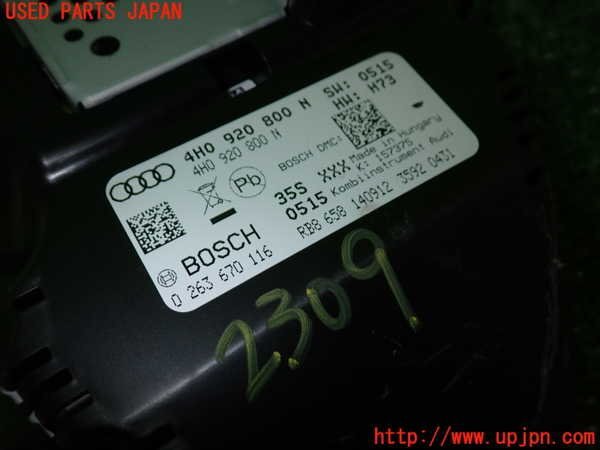 USED PARTS JAPAN
4H0 920 800 N
4H0 920 800 N
SW: 0515
HW: H73
BOSCH DMC:
Pb
35S XXX
0515
Made in Hungary
K: 157375
Kombiinstrument Audi
RB8 658 140912 3592 0431
BOSCH
0 263 670 116
2309
http://www.upjpn.com/